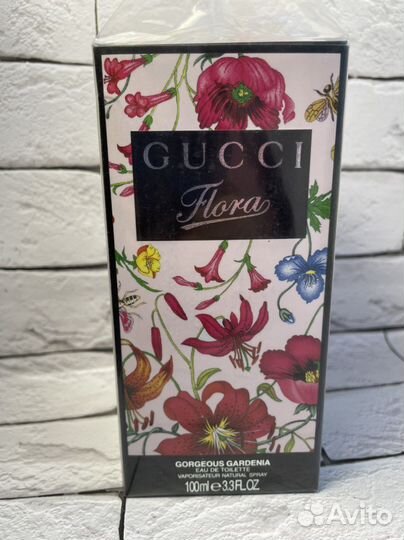 GUCCI
Flora
GORGEOUS GARDENIA
EAU DE TOILETTE
VAPORISATEUR NATURAL SPRAY
100ml e 3.3FL.OZ
Avito